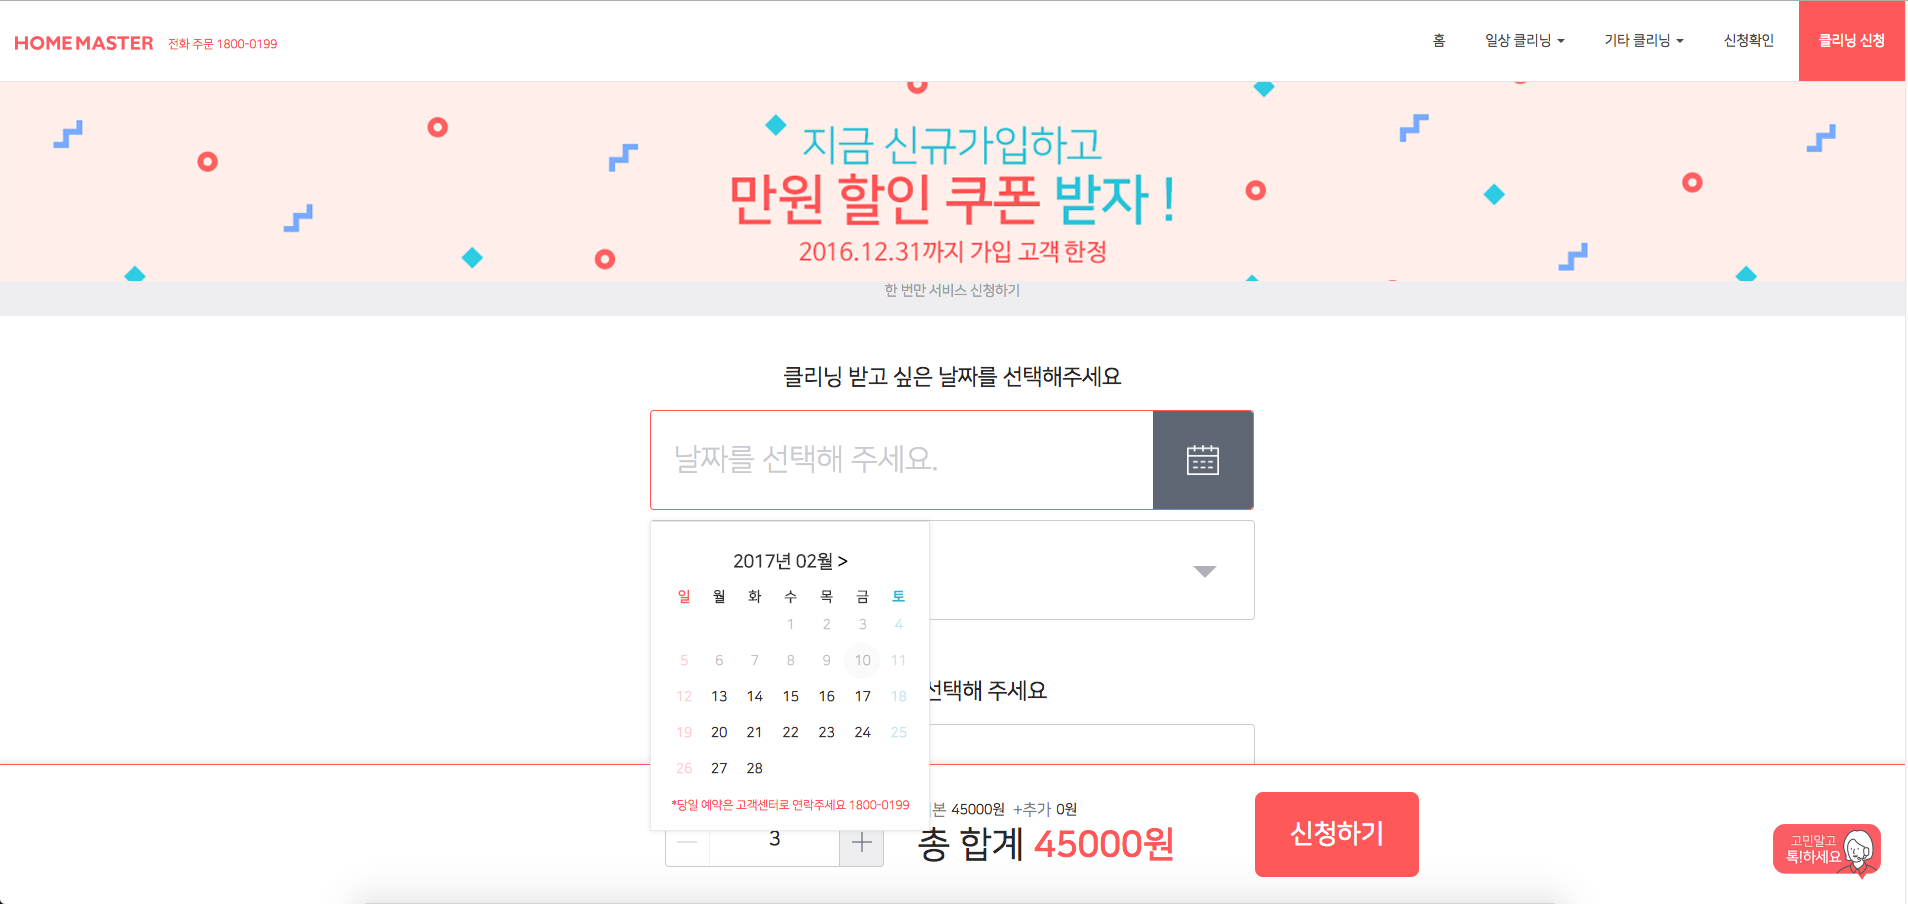 HOME MASTER 전화 주문 1800-0199 홈 일상 클리닝 기타 클리닝 신청확인 클리닝 신청
지금 신규가입하고
만원 할인 쿠폰 받자 !
2016.12.31까지 가입 고객 한정
한 번만 서비스 신청하기
클리닝 받고 싶은 날짜를 선택해주세요
날짜를 선택해 주세요.
2017년 02월 >
일 월 화 수 목 금 토
1 2 3 4
5 6 7 8 9 10 11
12 13 14 15 16 17 18
19 20 21 22 23 24 25
26 27 28
*당일 예약은 고객센터로 연락주세요 1800-0199
선택해 주세요
본 45000원 +추가 0원
3
총 합계 45000원
신청하기
고민말고
톡!하세요